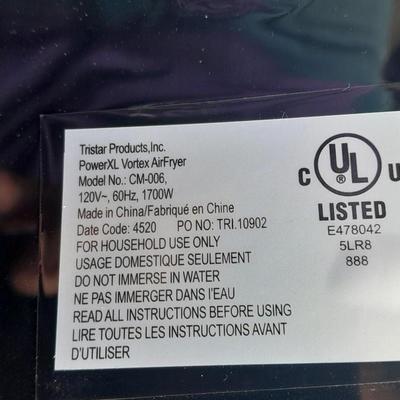 Tristar Products,Inc.
PowerXL Vortex AirFryer
Model No.: CM-006,
120V~, 60Hz, 1700W
Made in China/Fabriqué en Chine
Date Code: 4520 PO NO: TRI.10902
FOR HOUSEHOLD USE ONLY
USAGE DOMESTIQUE SEULEMENT
DO NOT IMMERSE IN WATER
NE PAS IMMERGER DANS L'EAU
READ ALL INSTRUCTIONS BEFORE USING
LIRE TOUTES LES INSTRUCTIONS AVANT
D'UTILISER
C UL U
®
LISTED
E478042
5LR8
888